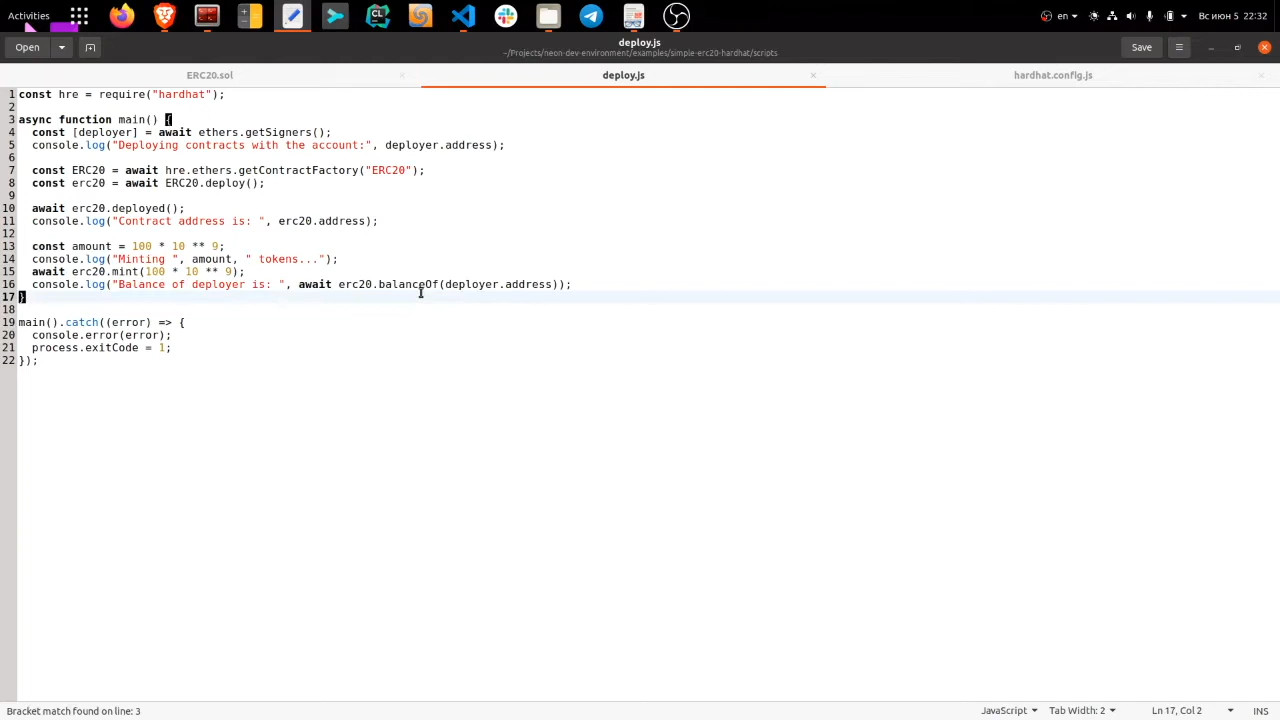 Activities
en
Вс июн 5 22:32
Open
deploy.js
~/Projects/neon-dev-environment/examples/simple-erc20-hardhat/scripts
Save
ERC20.sol
deploy.js
hardhat.config.js
1 const hre = require("hardhat");
2
3 async function main() {
4 const [deployer] = await ethers.getSigners();
5 console.log("Deploying contracts with the account:", deployer.address);
6
7 const ERC20 = await hre.ethers.getContractFactory("ERC20");
8 const erc20 = await ERC20.deploy();
9
10 await erc20.deployed();
11 console.log("Contract address is: ", erc20.address);
12
13 const amount = 100 * 10 ** 9;
14 console.log("Minting ", amount, " tokens...");
15 await erc20.mint(100 * 10 ** 9);
16 console.log("Balance of deployer is: ", await erc20.balanceOf(deployer.address));
17 }
18
19 main().catch((error) => {
20 console.error(error);
21 process.exitCode = 1;
22 });
Bracket match found on line: 3
JavaScript
Tab Width: 2
Ln 17, Col 2
INS